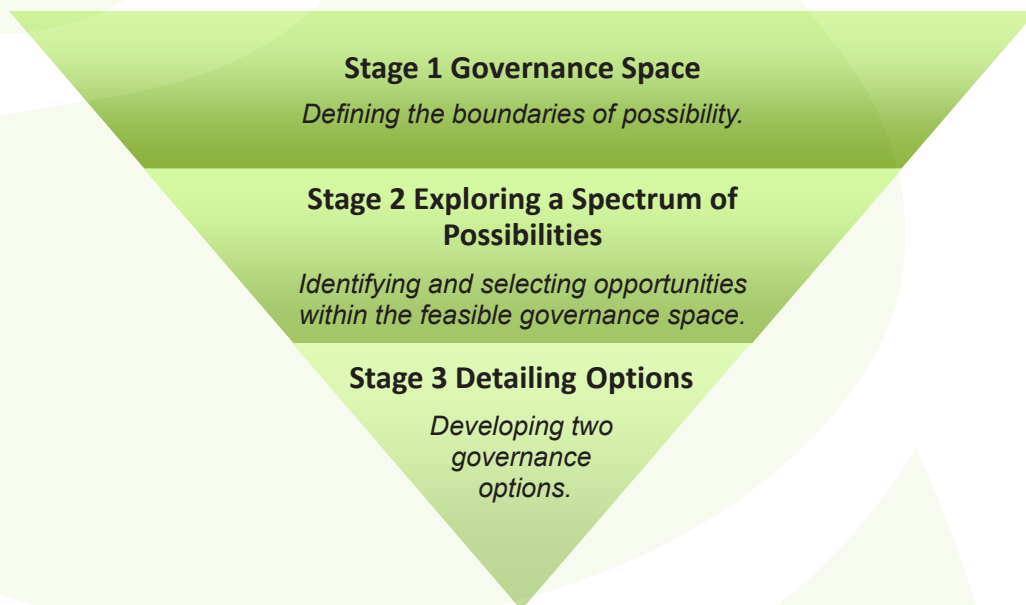 Stage 1 Governance Space
Defining the boundaries of possibility.
Stage 2 Exploring a Spectrum of
Possibilities
Identifying and selecting opportunities
within the feasible governance space.
Stage 3 Detailing Options
Developing two
governance
options.